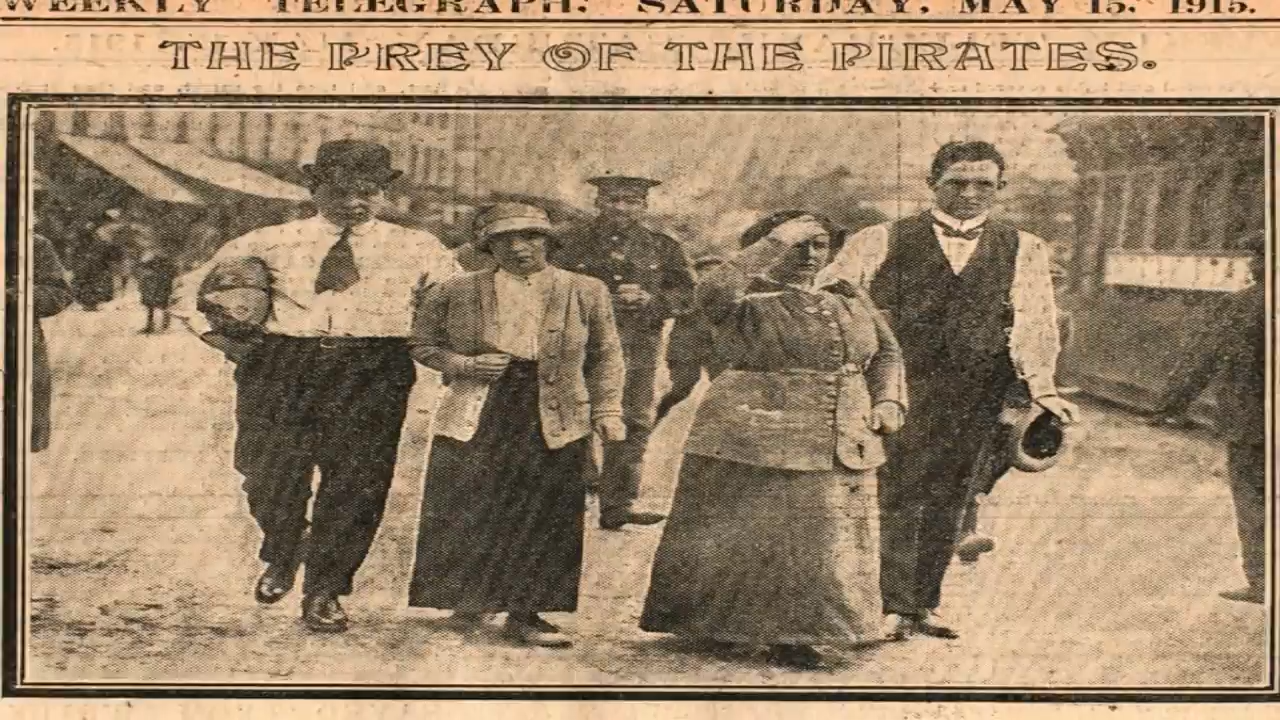 WEEKLY TELEGRAPH, SATURDAY, MAY 15, 1915.
THE PREY OF THE PIRATES.